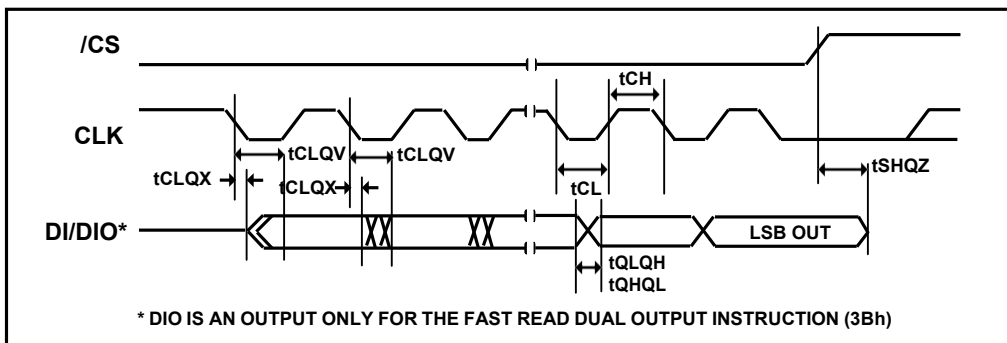 /CS
tCH
CLK
tCLQV
tCLQV
tCLQX
tCLQX
tCL
tSHQZ
DI/DIO*
LSB OUT
tQLQH
tQHQL
* DIO IS AN OUTPUT ONLY FOR THE FAST READ DUAL OUTPUT INSTRUCTION (3Bh)